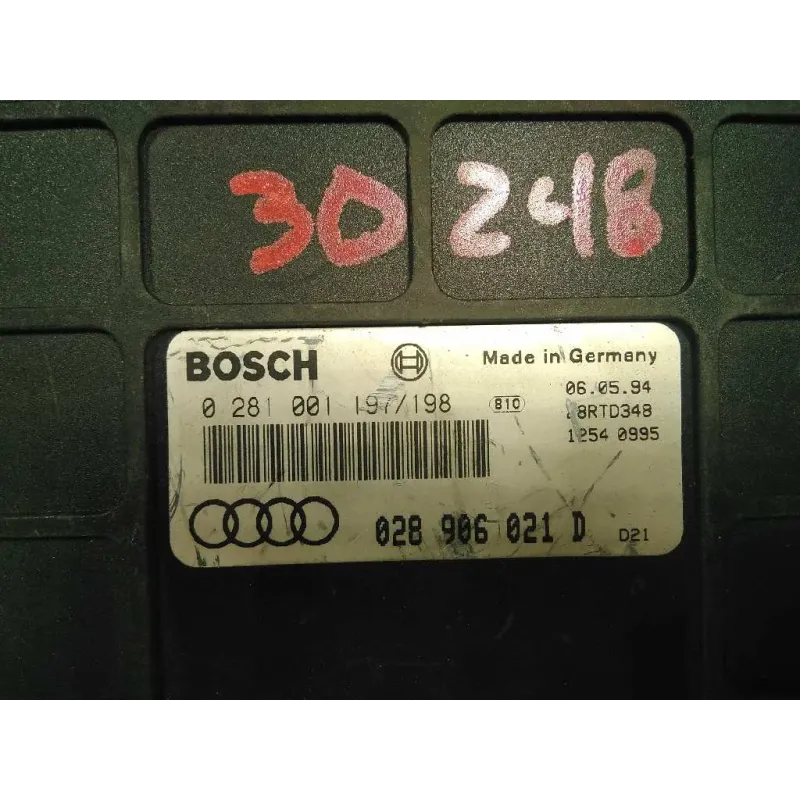 30 248
BOSCH Made in Germany
0 281 001 197/198 810 06.05.94
8RTD348
1254 0995
028 906 021 D D21